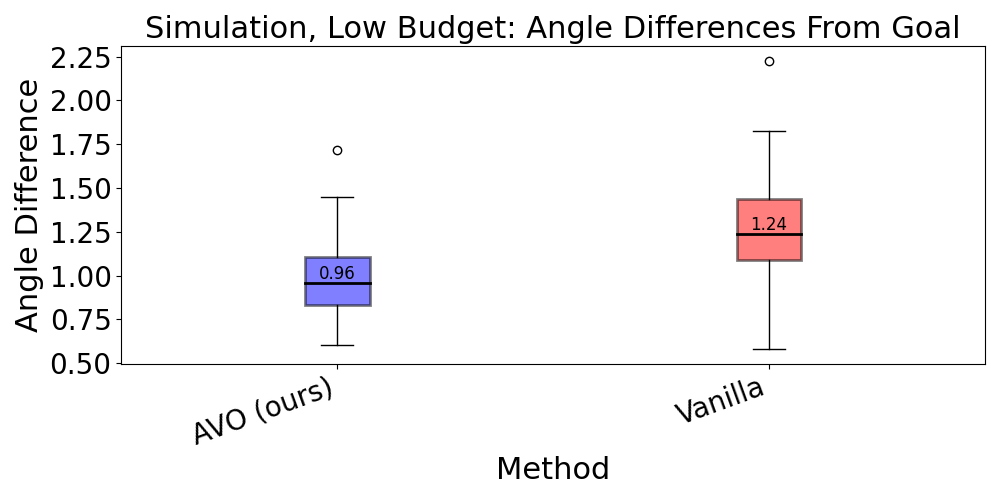 Simulation, Low Budget: Angle Differences From Goal
Angle Difference
2.25
2.00
1.75
1.50
1.25
1.00
0.75
0.50
0.96
1.24
AVO (ours)
Vanilla
Method